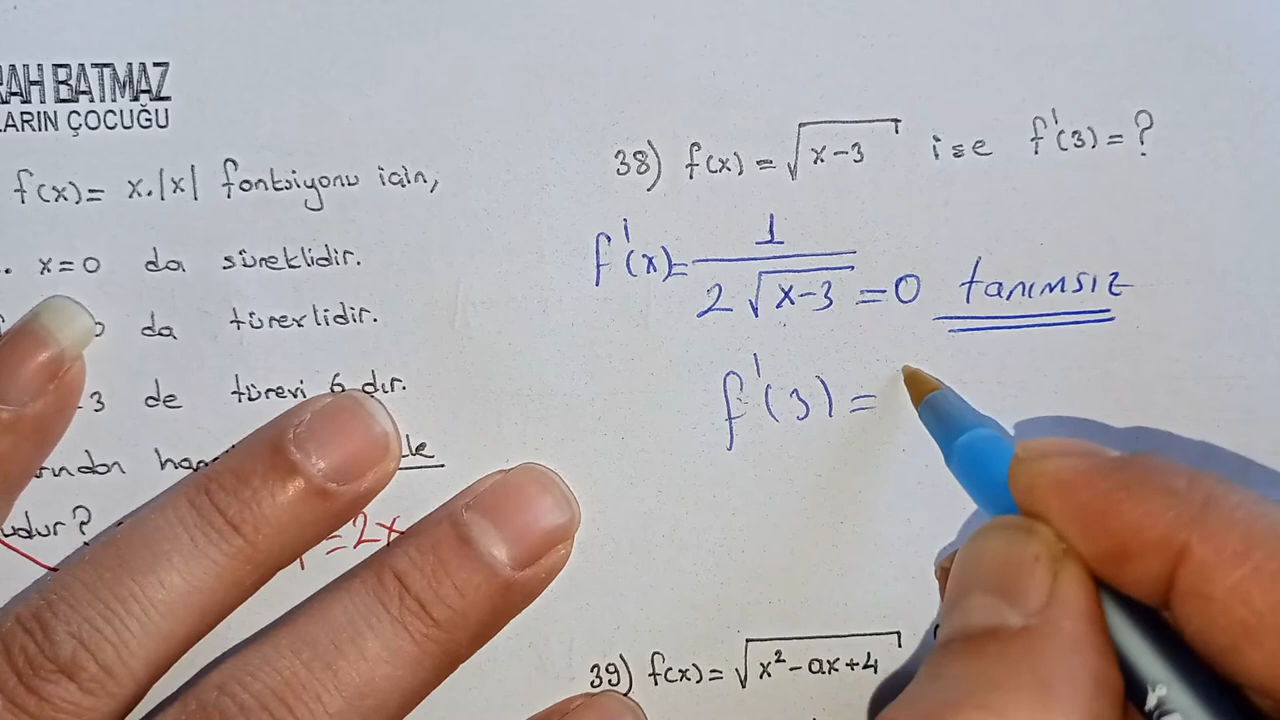 RAH BATMAZ
LARIN ÇOCUĞU
f(x)= x.|x| fonksiyonu için,
x=0 da süreklidir.
0 da türevlidir.
3 de türevi 6 dır.
udur?
=2x
38) f(x) = √x-3 ise f'(3) = ?
f'(x)= 1
2√x-3 = 0 tanımsız
f'(3) =
39) f(x) = √x²-ax+4